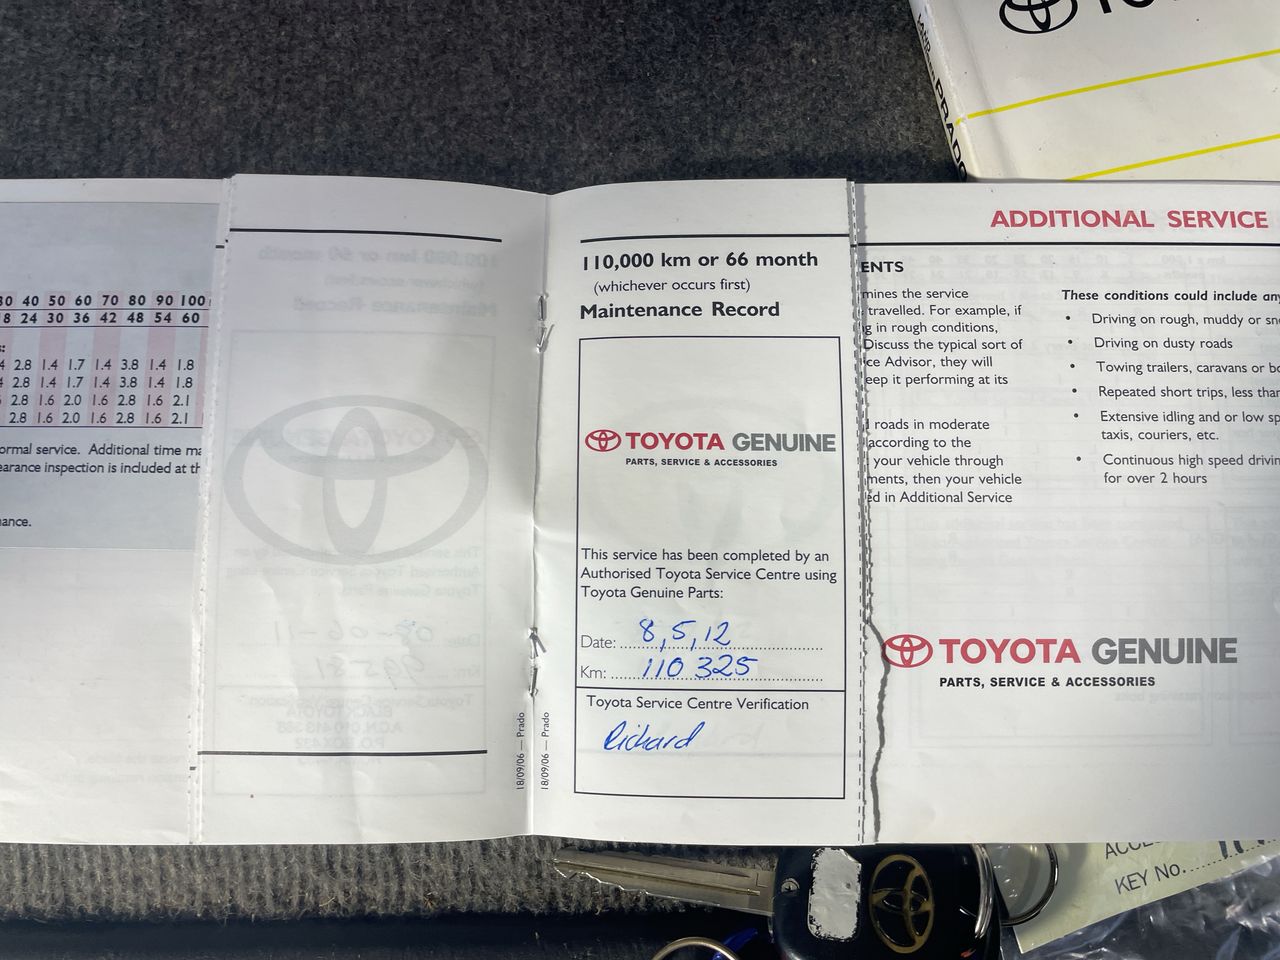 PRADO
30 40 50 60 70 80 90 100
18 24 30 36 42 48 54 60
2.8 1.4 1.7 1.4 3.8 1.4 1.8
2.8 1.4 1.7 1.4 3.8 1.4 1.8
2.8 1.6 2.0 1.6 2.8 1.6 2.1
2.8 1.6 2.0 1.6 2.8 1.6 2.1
ormal service. Additional time ma
earance inspection is included at th
ance.
18/09/06 — Prado
18/09/06 — Prado
110,000 km or 66 month
(whichever occurs first)
Maintenance Record
TOYOTA GENUINE
PARTS, SERVICE & ACCESSORIES
This service has been completed by an
Authorised Toyota Service Centre using
Toyota Genuine Parts:
Date: 8,5,12
Km: 110 325
Toyota Service Centre Verification
Richard
ADDITIONAL SERVICE
ENTS
mines the service
travelled. For example, if
g in rough conditions,
Discuss the typical sort of
ce Advisor, they will
eep it performing at its
roads in moderate
according to the
your vehicle through
ments, then your vehicle
ed in Additional Service
These conditions could include any
• Driving on rough, muddy or sn
• Driving on dusty roads
• Towing trailers, caravans or bo
• Repeated short trips, less than
• Extensive idling and or low sp
taxis, couriers, etc.
• Continuous high speed drivin
for over 2 hours
TOYOTA GENUINE
PARTS, SERVICE & ACCESSORIES
KEY No.